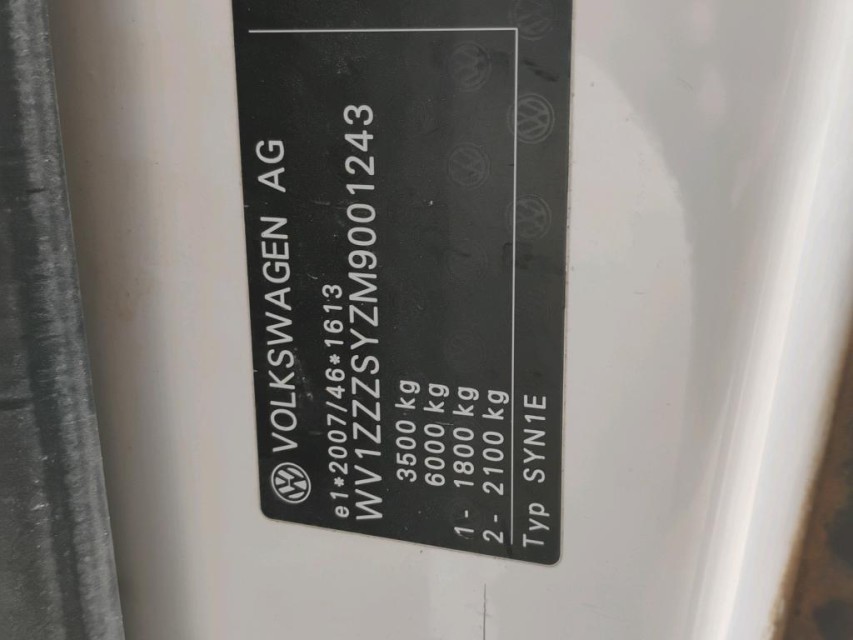 VOLKSWAGEN AG
e1*2007/46*1613
WV1ZZZSYZM9001243
3500 kg
6000 kg
1- 1800 kg
2- 2100 kg
Typ SYN1E